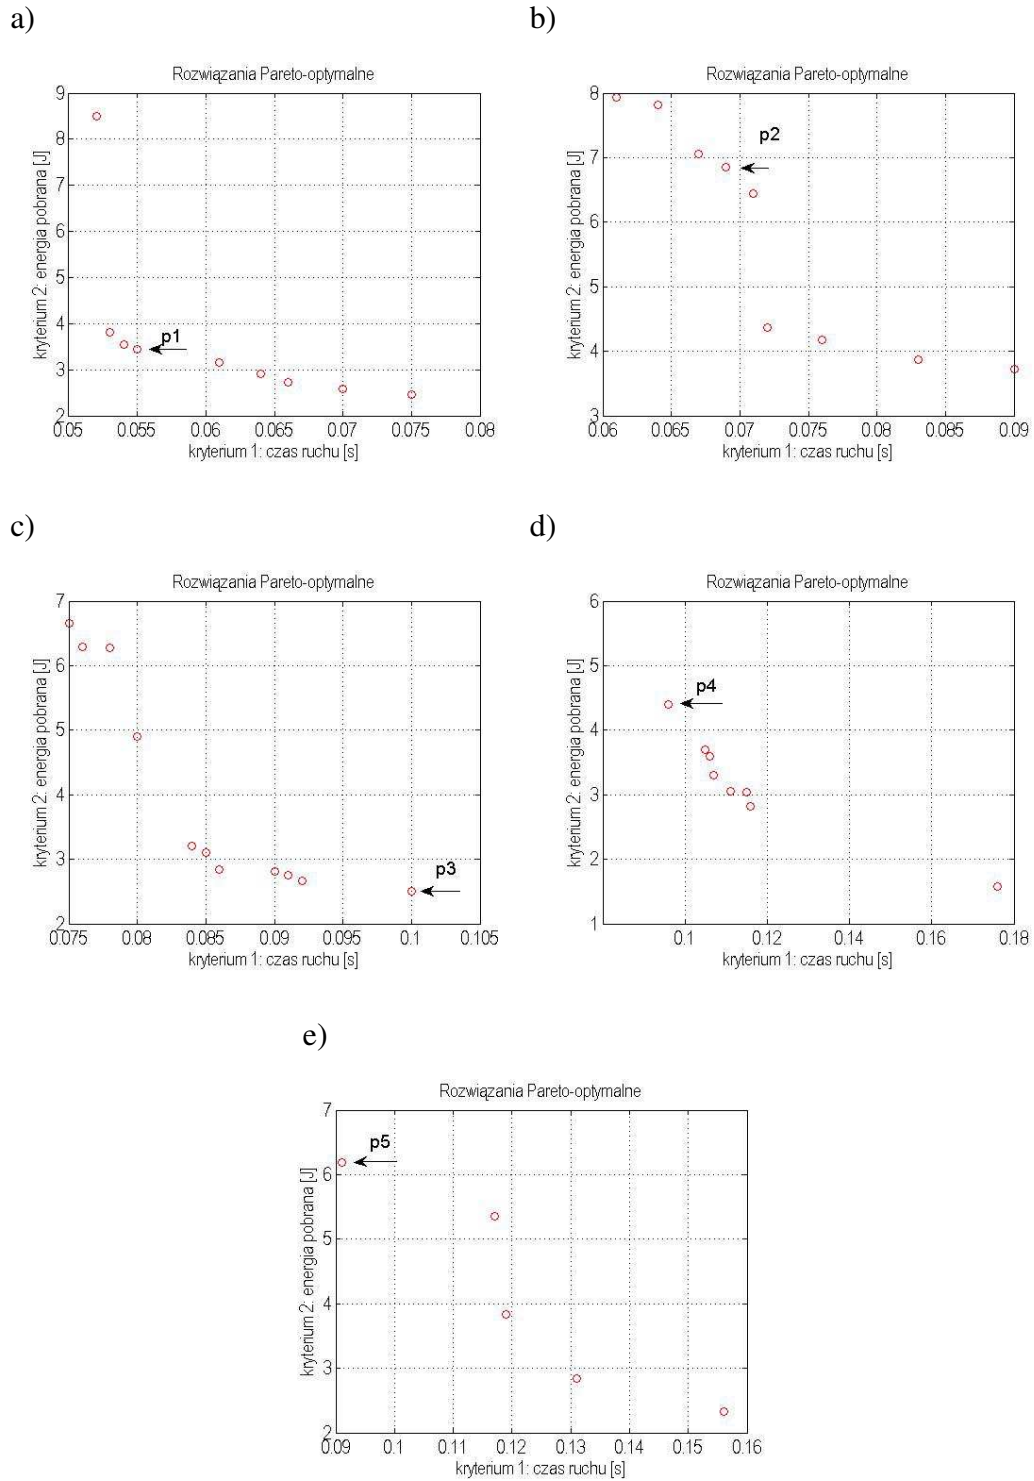 a)
Rozwiązania Pareto-optymalne
kryterium 2: energia pobrana [J]
9
8
7
6
5
4
3
2
p1
0.05 0.055 0.06 0.065 0.07 0.075 0.08
kryterium 1: czas ruchu [s]
b)
Rozwiązania Pareto-optymalne
kryterium 2: energia pobrana [J]
8
7
6
5
4
3
p2
0.06 0.065 0.07 0.075 0.08 0.085 0.09
kryterium 1: czas ruchu [s]
c)
Rozwiązania Pareto-optymalne
kryterium 2: energia pobrana [J]
7
6
5
4
3
2
p3
0.075 0.08 0.085 0.09 0.095 0.1 0.105
kryterium 1: czas ruchu [s]
d)
Rozwiązania Pareto-optymalne
kryterium 2: energia pobrana [J]
6
5
4
3
2
1
p4
0.1 0.12 0.14 0.16 0.18
kryterium 1: czas ruchu [s]
e)
Rozwiązania Pareto-optymalne
kryterium 2: energia pobrana [J]
7
6
5
4
3
2
p5
0.09 0.1 0.11 0.12 0.13 0.14 0.15 0.16
kryterium 1: czas ruchu [s]